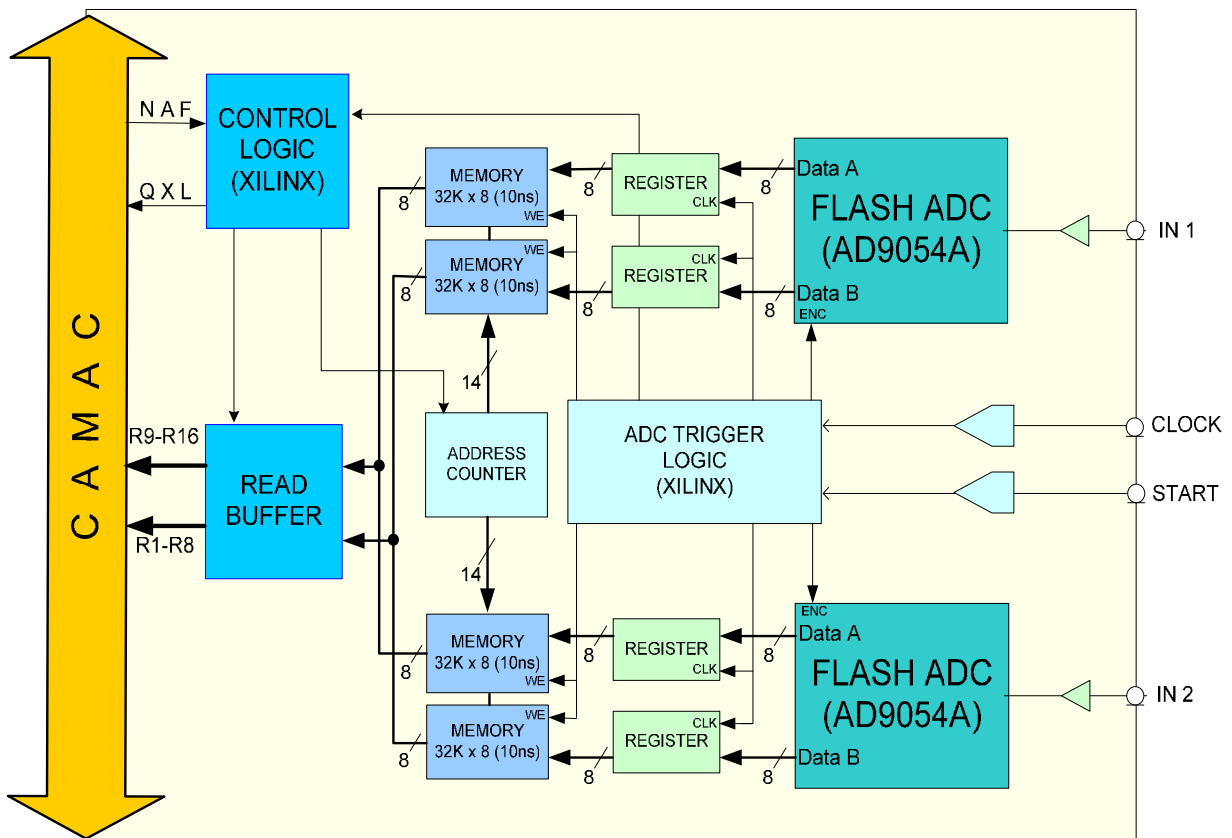 CAMAC
N A F
Q X L
CONTROL
LOGIC
(XILINX)
R9-R16
R1-R8
READ
BUFFER
MEMORY
32K x 8 (10ns)
WE
8
8
REGISTER
CLK
8
Data A
FLASH ADC
(AD9054A)
IN 1
WE
MEMORY
32K x 8 (10ns)
8
8
CLK
REGISTER
8
Data B
ENC
14
ADDRESS
COUNTER
14
ADC TRIGGER
LOGIC
(XILINX)
CLOCK
START
MEMORY
32K x 8 (10ns)
WE
8
8
REGISTER
CLK
8
ENC
Data A
FLASH ADC
(AD9054A)
IN 2
WE
MEMORY
32K x 8 (10ns)
8
8
CLK
REGISTER
8
Data B